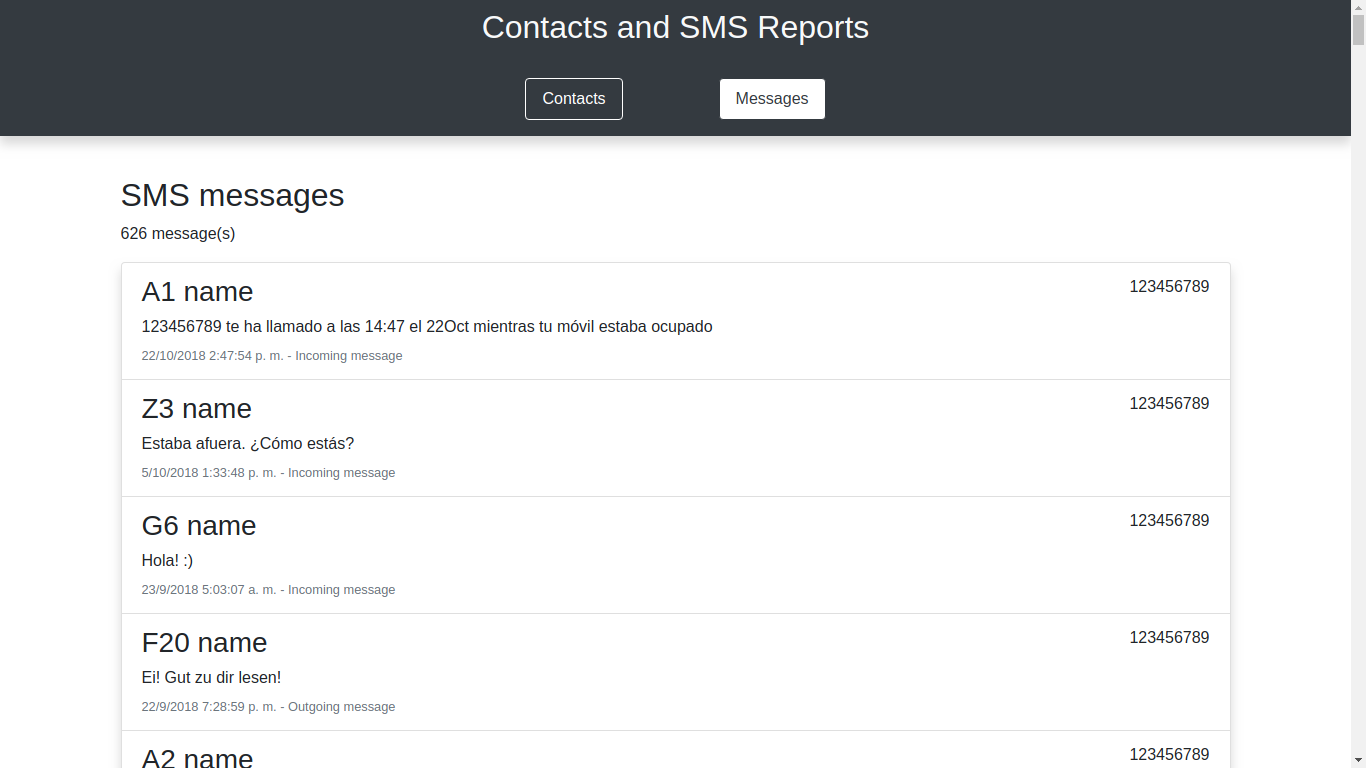 Contacts and SMS Reports
Contacts
Messages
SMS messages
626 message(s)
A1 name
123456789
123456789 te ha llamado a las 14:47 el 22Oct mientras tu móvil estaba ocupado
22/10/2018 2:47:54 p. m. - Incoming message
Z3 name
123456789
Estaba afuera. ¿Cómo estás?
5/10/2018 1:33:48 p. m. - Incoming message
G6 name
123456789
Hola! :)
23/9/2018 5:03:07 a. m. - Incoming message
F20 name
123456789
Ei! Gut zu dir lesen!
22/9/2018 7:28:59 p. m. - Outgoing message
A2 name
123456789